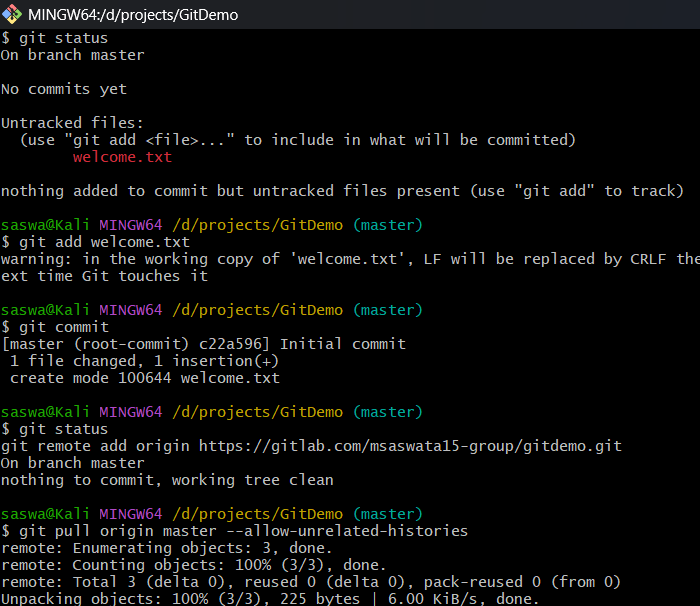 MINGW64:/d/projects/GitDemo
$ git status
On branch master
No commits yet
Untracked files:
(use "git add <file>..." to include in what will be committed)
welcome.txt
nothing added to commit but untracked files present (use "git add" to track)
saswa@Kali MINGW64 /d/projects/GitDemo (master)
$ git add welcome.txt
warning: in the working copy of 'welcome.txt', LF will be replaced by CRLF the
ext time Git touches it
saswa@Kali MINGW64 /d/projects/GitDemo (master)
$ git commit
[master (root-commit) c22a596] Initial commit
1 file changed, 1 insertion(+)
create mode 100644 welcome.txt
saswa@Kali MINGW64 /d/projects/GitDemo (master)
$ git status
git remote add origin https://gitlab.com/msaswata15-group/gitdemo.git
On branch master
nothing to commit, working tree clean
saswa@Kali MINGW64 /d/projects/GitDemo (master)
$ git pull origin master --allow-unrelated-histories
remote: Enumerating objects: 3, done.
remote: Counting objects: 100% (3/3), done.
remote: Total 3 (delta 0), reused 0 (delta 0), pack-reused 0 (from 0)
Unpacking objects: 100% (3/3), 225 bytes | 6.00 KiB/s, done.